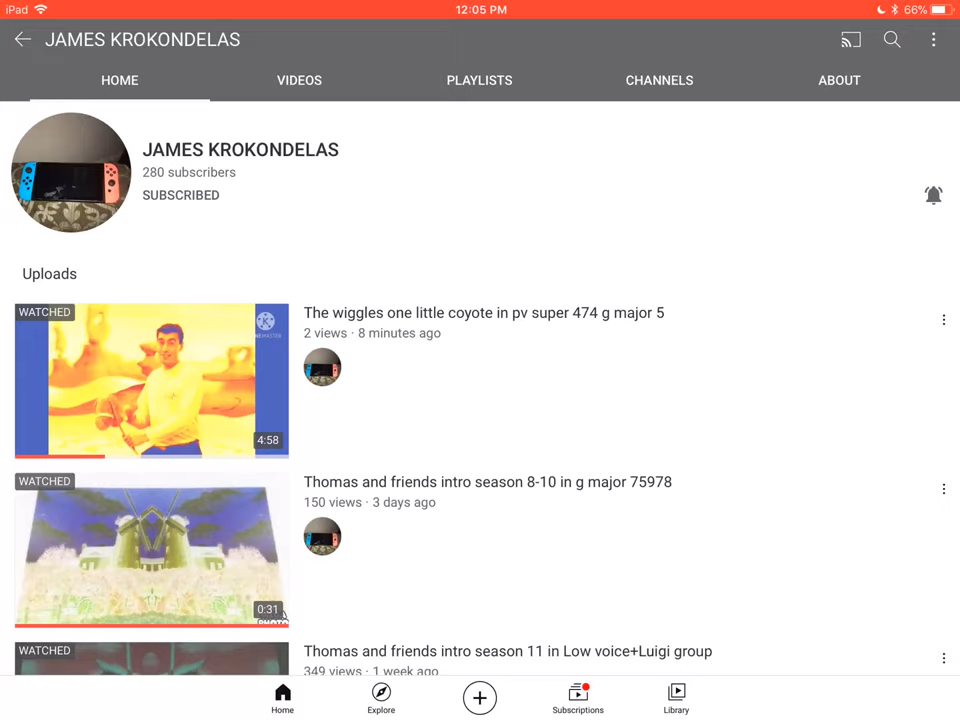 iPad
12:05 PM
66%
JAMES KROKONDELAS
HOME
VIDEOS
PLAYLISTS
CHANNELS
ABOUT
JAMES KROKONDELAS
280 subscribers
SUBSCRIBED
Uploads
WATCHED
4:58
The wiggles one little coyote in pv super 474 g major 5
2 views · 8 minutes ago
WATCHED
0:31
Thomas and friends intro season 8-10 in g major 75978
150 views · 3 days ago
WATCHED
Thomas and friends intro season 11 in Low voice+Luigi group
349 views · 1 week ago
Home
Explore
Subscriptions
Library